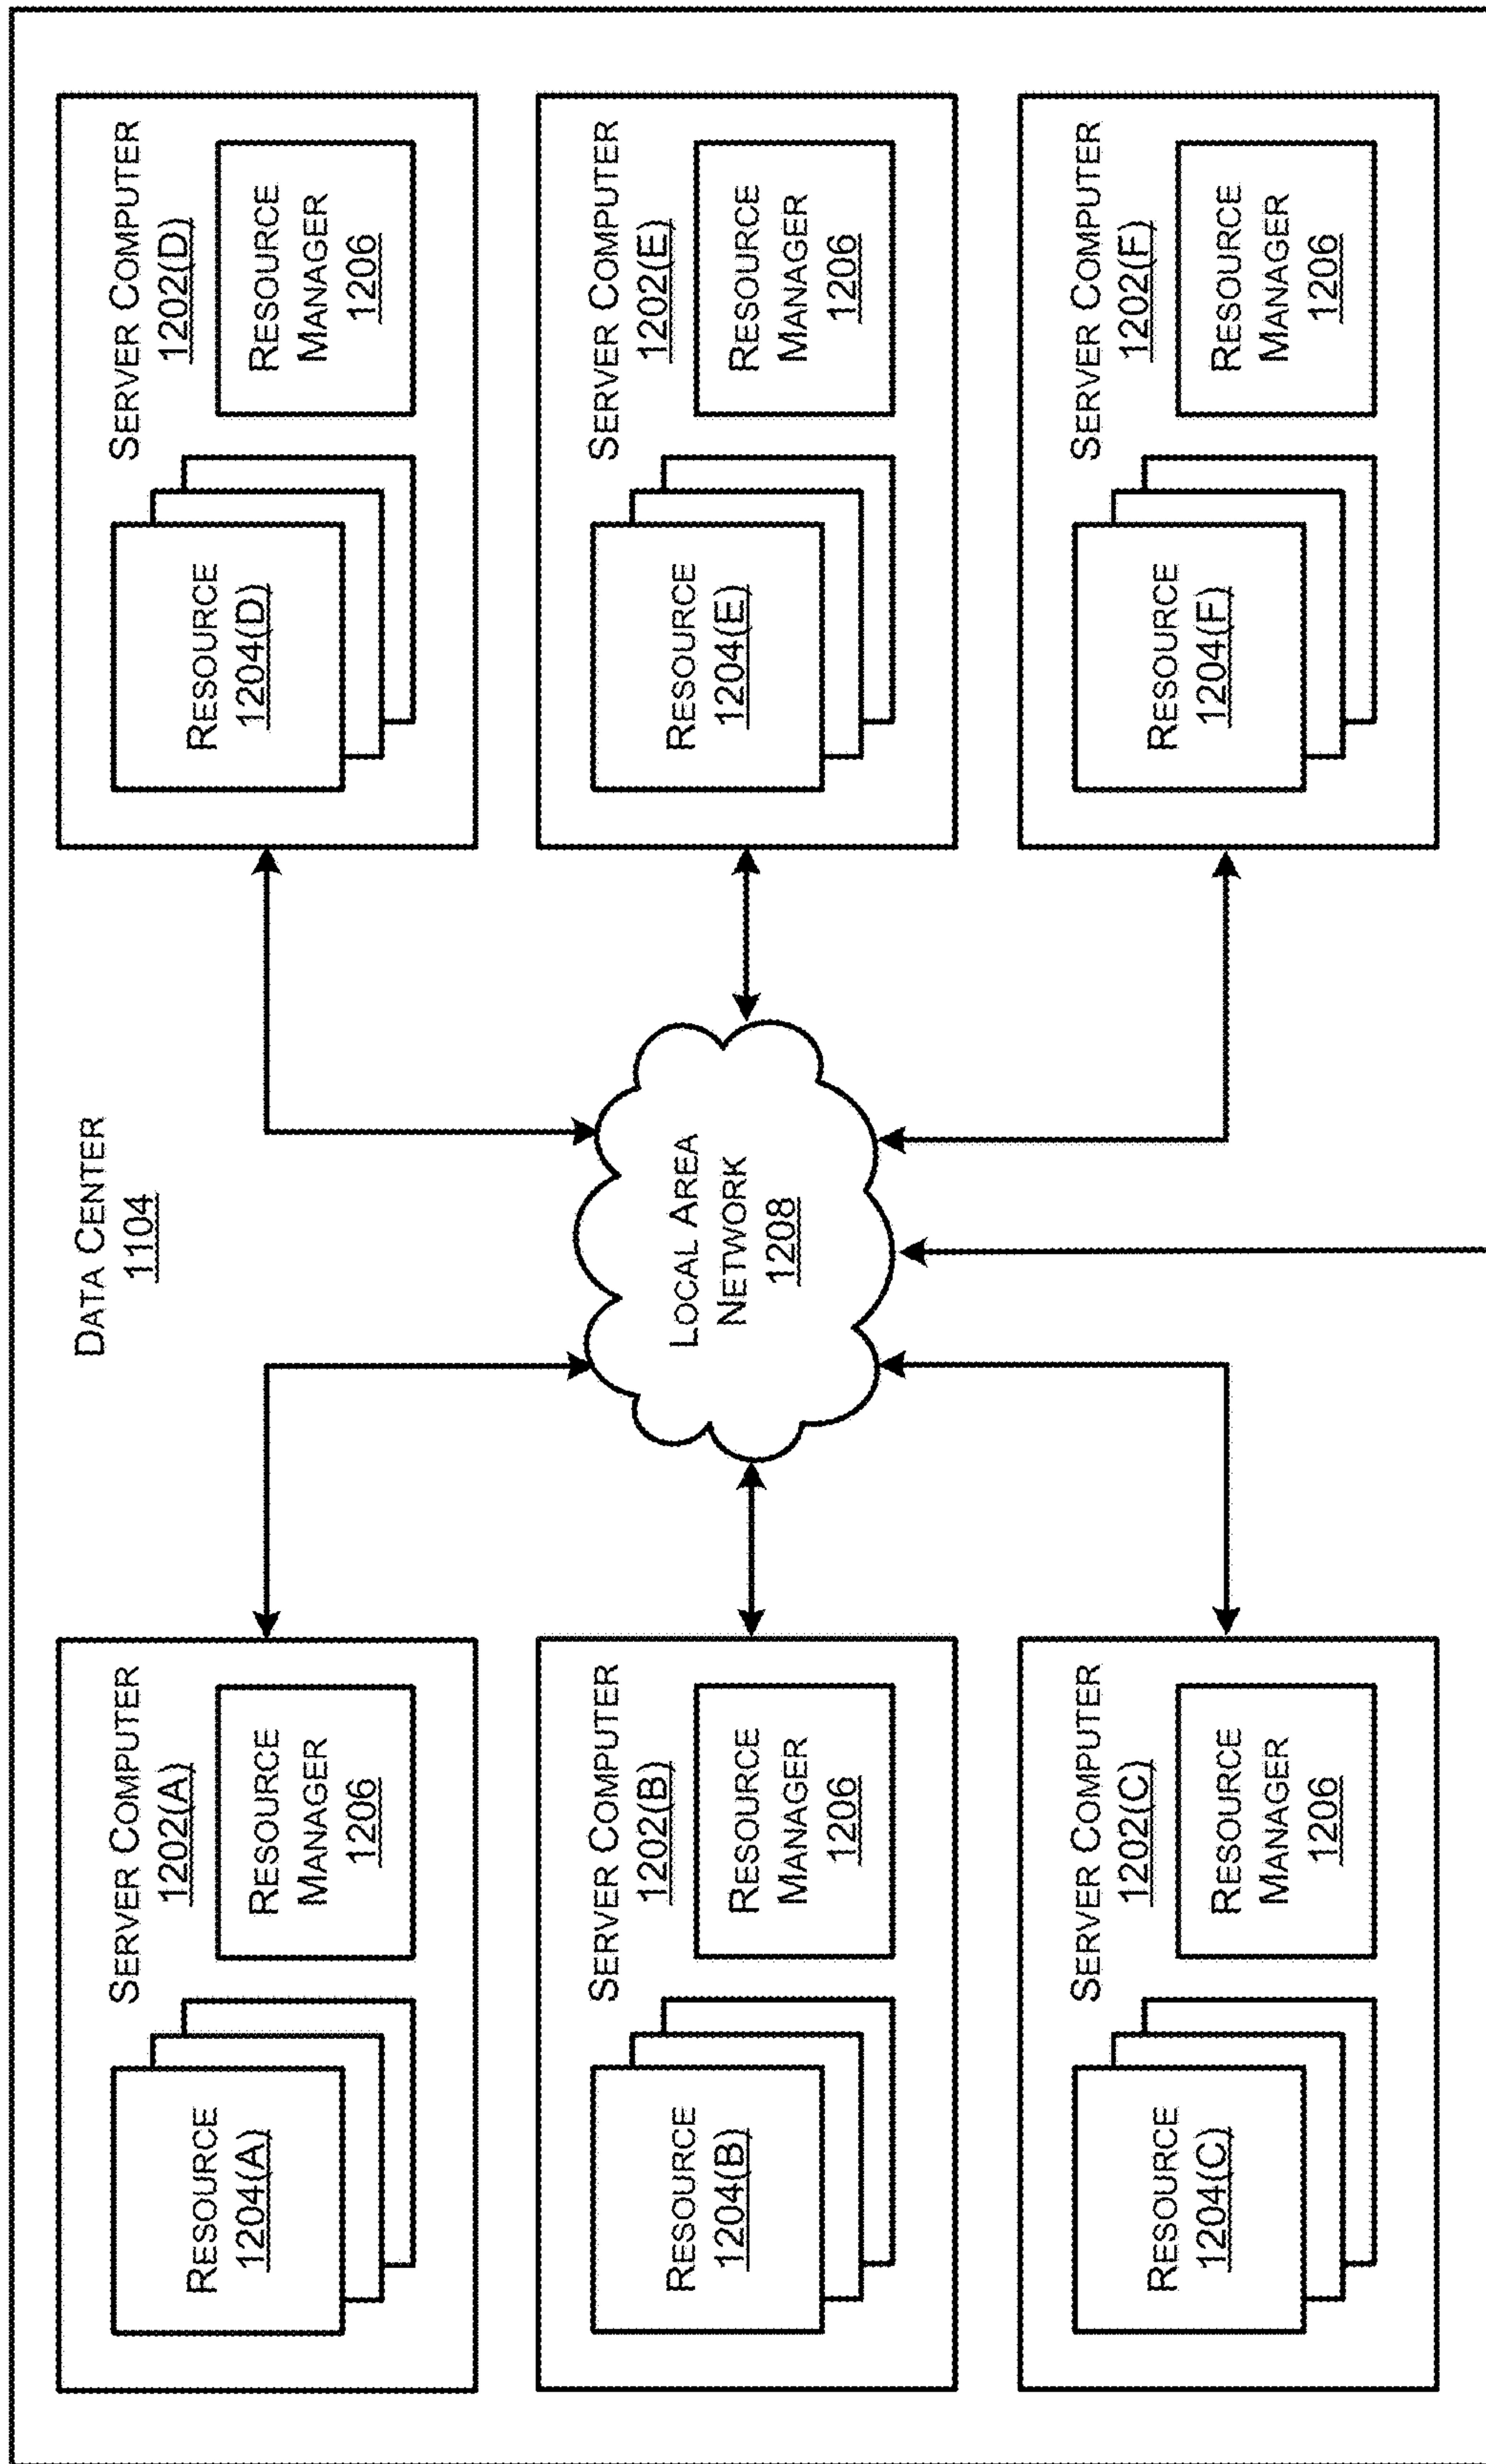 DATA CENTER
1104
SERVER COMPUTER
1202(A)
RESOURCE
1204(A)
RESOURCE
MANAGER
1206
SERVER COMPUTER
1202(B)
RESOURCE
1204(B)
RESOURCE
MANAGER
1206
SERVER COMPUTER
1202(C)
RESOURCE
1204(C)
RESOURCE
MANAGER
1206
LOCAL AREA
NETWORK
1208
SERVER COMPUTER
1202(D)
RESOURCE
1204(D)
RESOURCE
MANAGER
1206
SERVER COMPUTER
1202(E)
RESOURCE
1204(E)
RESOURCE
MANAGER
1206
SERVER COMPUTER
1202(F)
RESOURCE
1204(F)
RESOURCE
MANAGER
1206